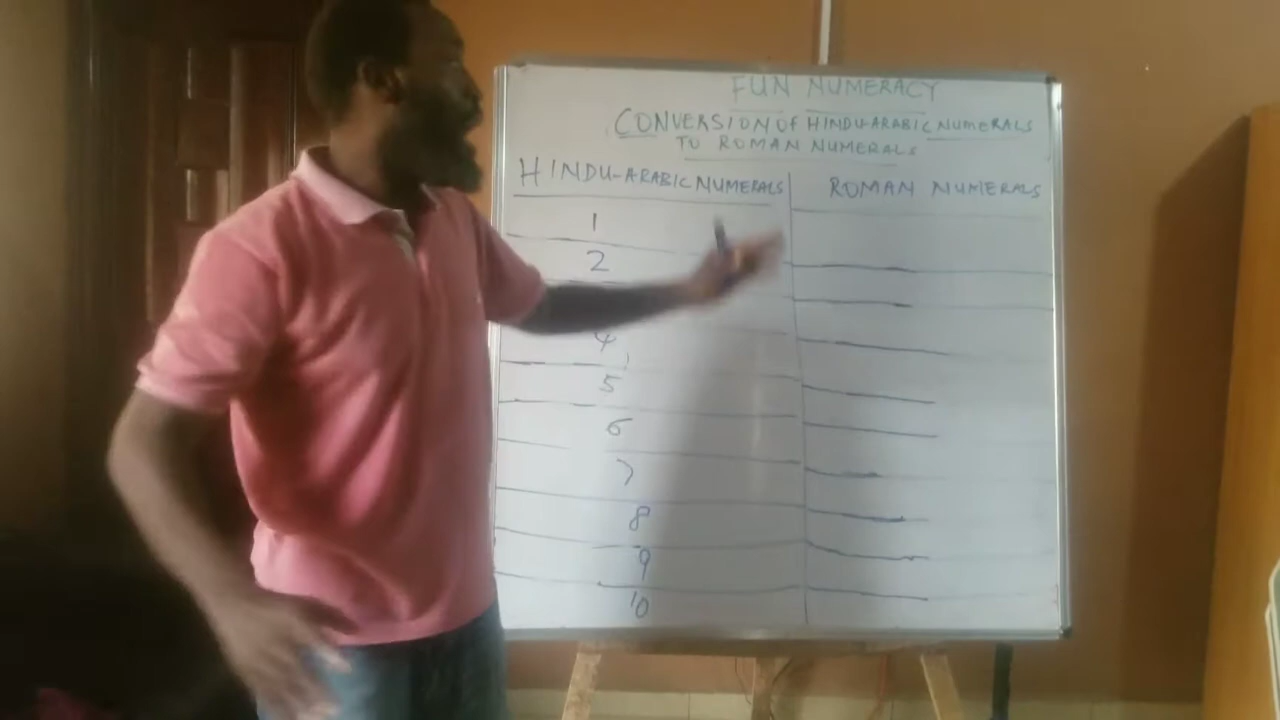 FUN NUMERACY
CONVERSION OF HINDU-ARABIC NUMERALS
TO ROMAN NUMERALS
HINDU-ARABIC NUMERALS ROMAN NUMERALS
1
2
4
5
6
7
8
9
10